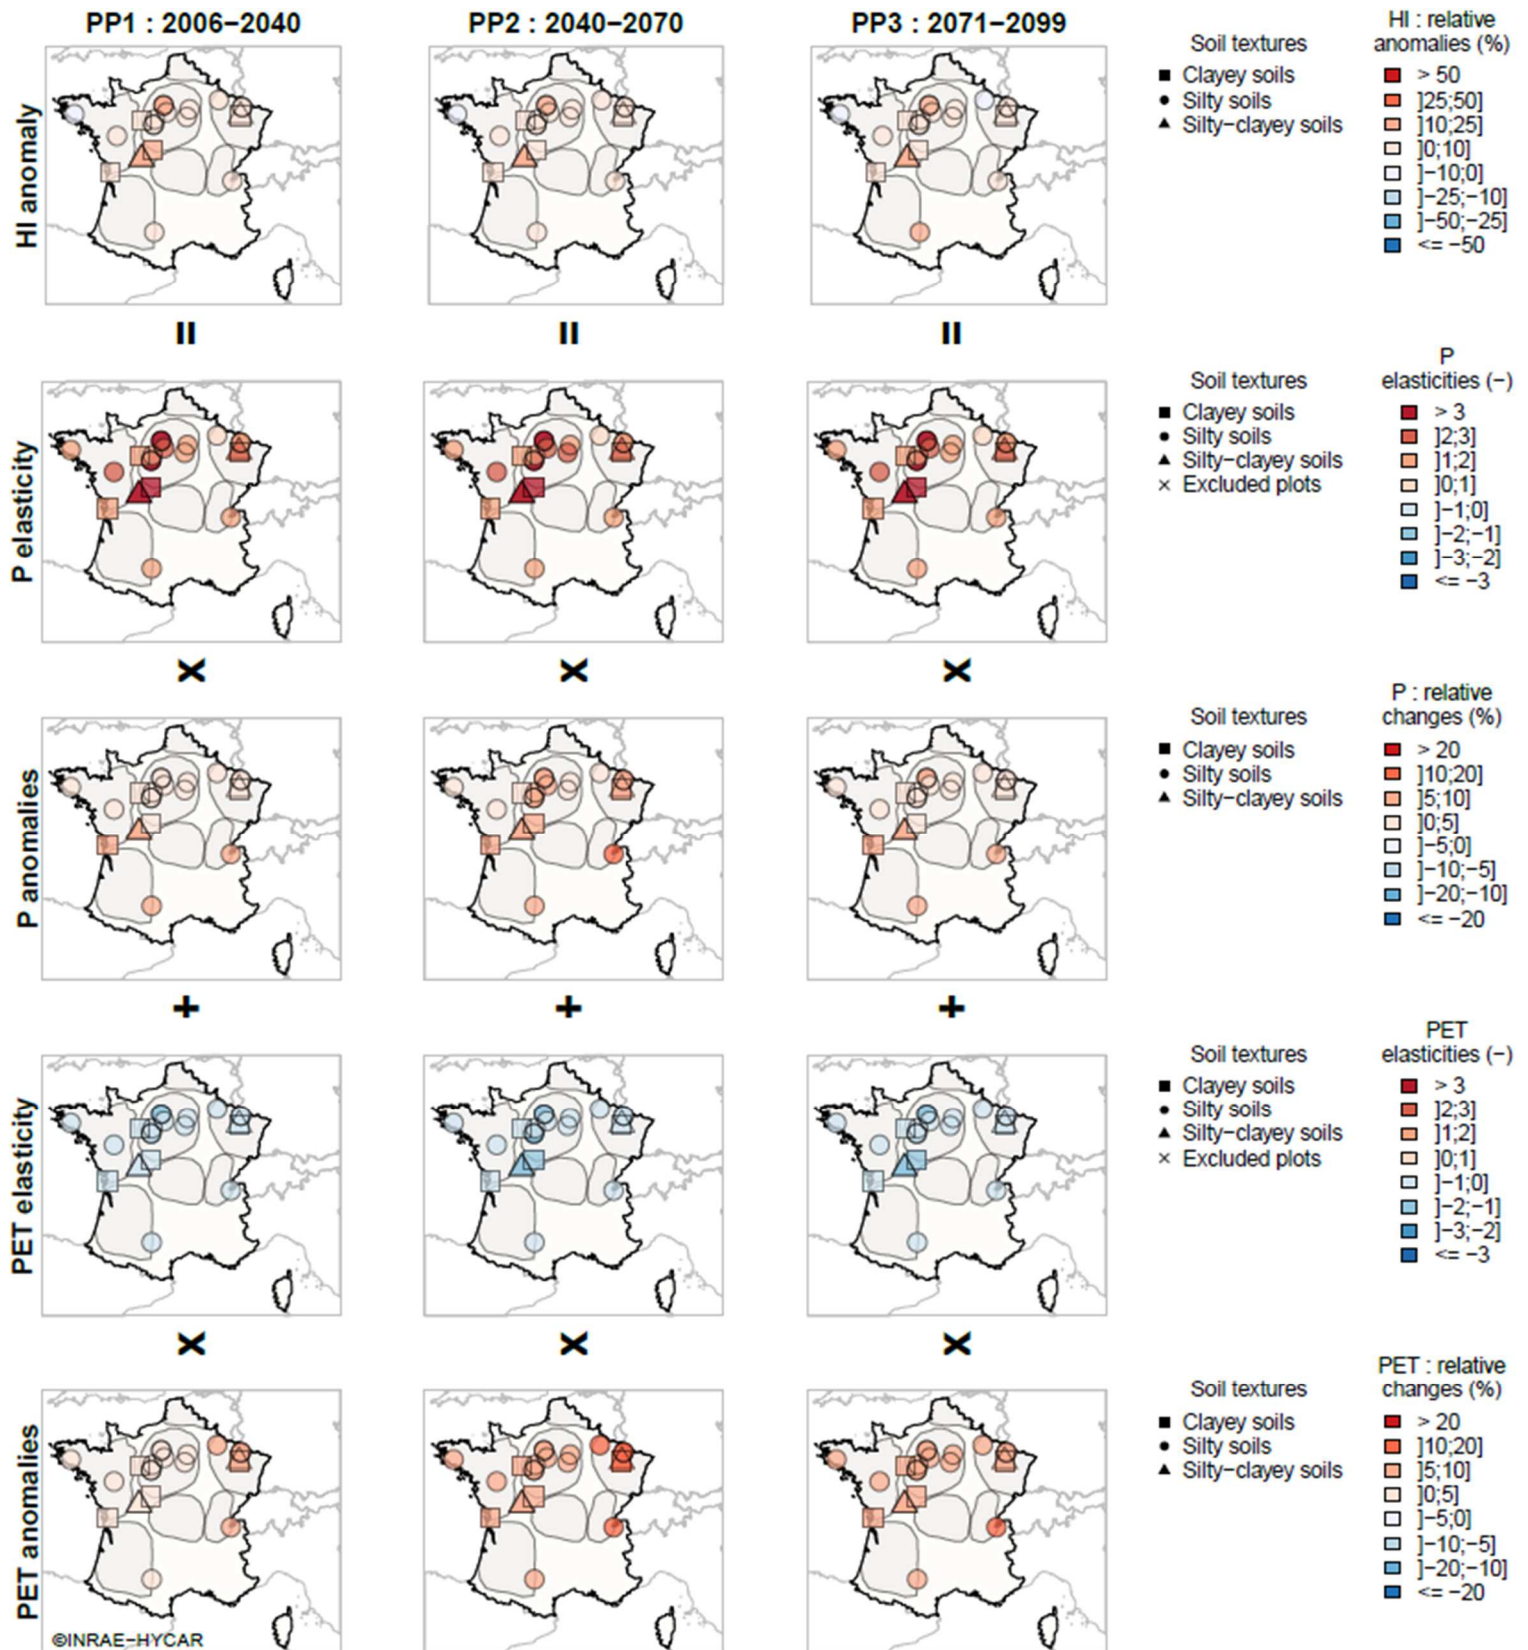 PP1 : 2006−2040
PP2 : 2040−2070
PP3 : 2071−2099
HI anomaly
Soil textures
Clayey soils
Silty soils
Silty−clayey soils
HI : relative
anomalies (%)
> 50
]25;50]
]10;25]
]0;10]
]−10;0]
]−25;−10]
]−50;−25]
<= −50
=
=
=
P elasticity
Soil textures
Clayey soils
Silty soils
Silty−clayey soils
Excluded plots
P
elasticities (−)
> 3
]2;3]
]1;2]
]0;1]
]−1;0]
]−2;−1]
]−3;−2]
<= −3
x
x
x
P anomalies
Soil textures
Clayey soils
Silty soils
Silty−clayey soils
P : relative
changes (%)
> 20
]10;20]
]5;10]
]0;5]
]−5;0]
]−10;−5]
]−20;−10]
<= −20
+
+
+
PET elasticity
Soil textures
Clayey soils
Silty soils
Silty−clayey soils
Excluded plots
PET
elasticities (−)
> 3
]2;3]
]1;2]
]0;1]
]−1;0]
]−2;−1]
]−3;−2]
<= −3
x
x
x
PET anomalies
Soil textures
Clayey soils
Silty soils
Silty−clayey soils
PET : relative
changes (%)
> 20
]10;20]
]5;10]
]0;5]
]−5;0]
]−10;−5]
]−20;−10]
<= −20
©INRAE−HYCAR